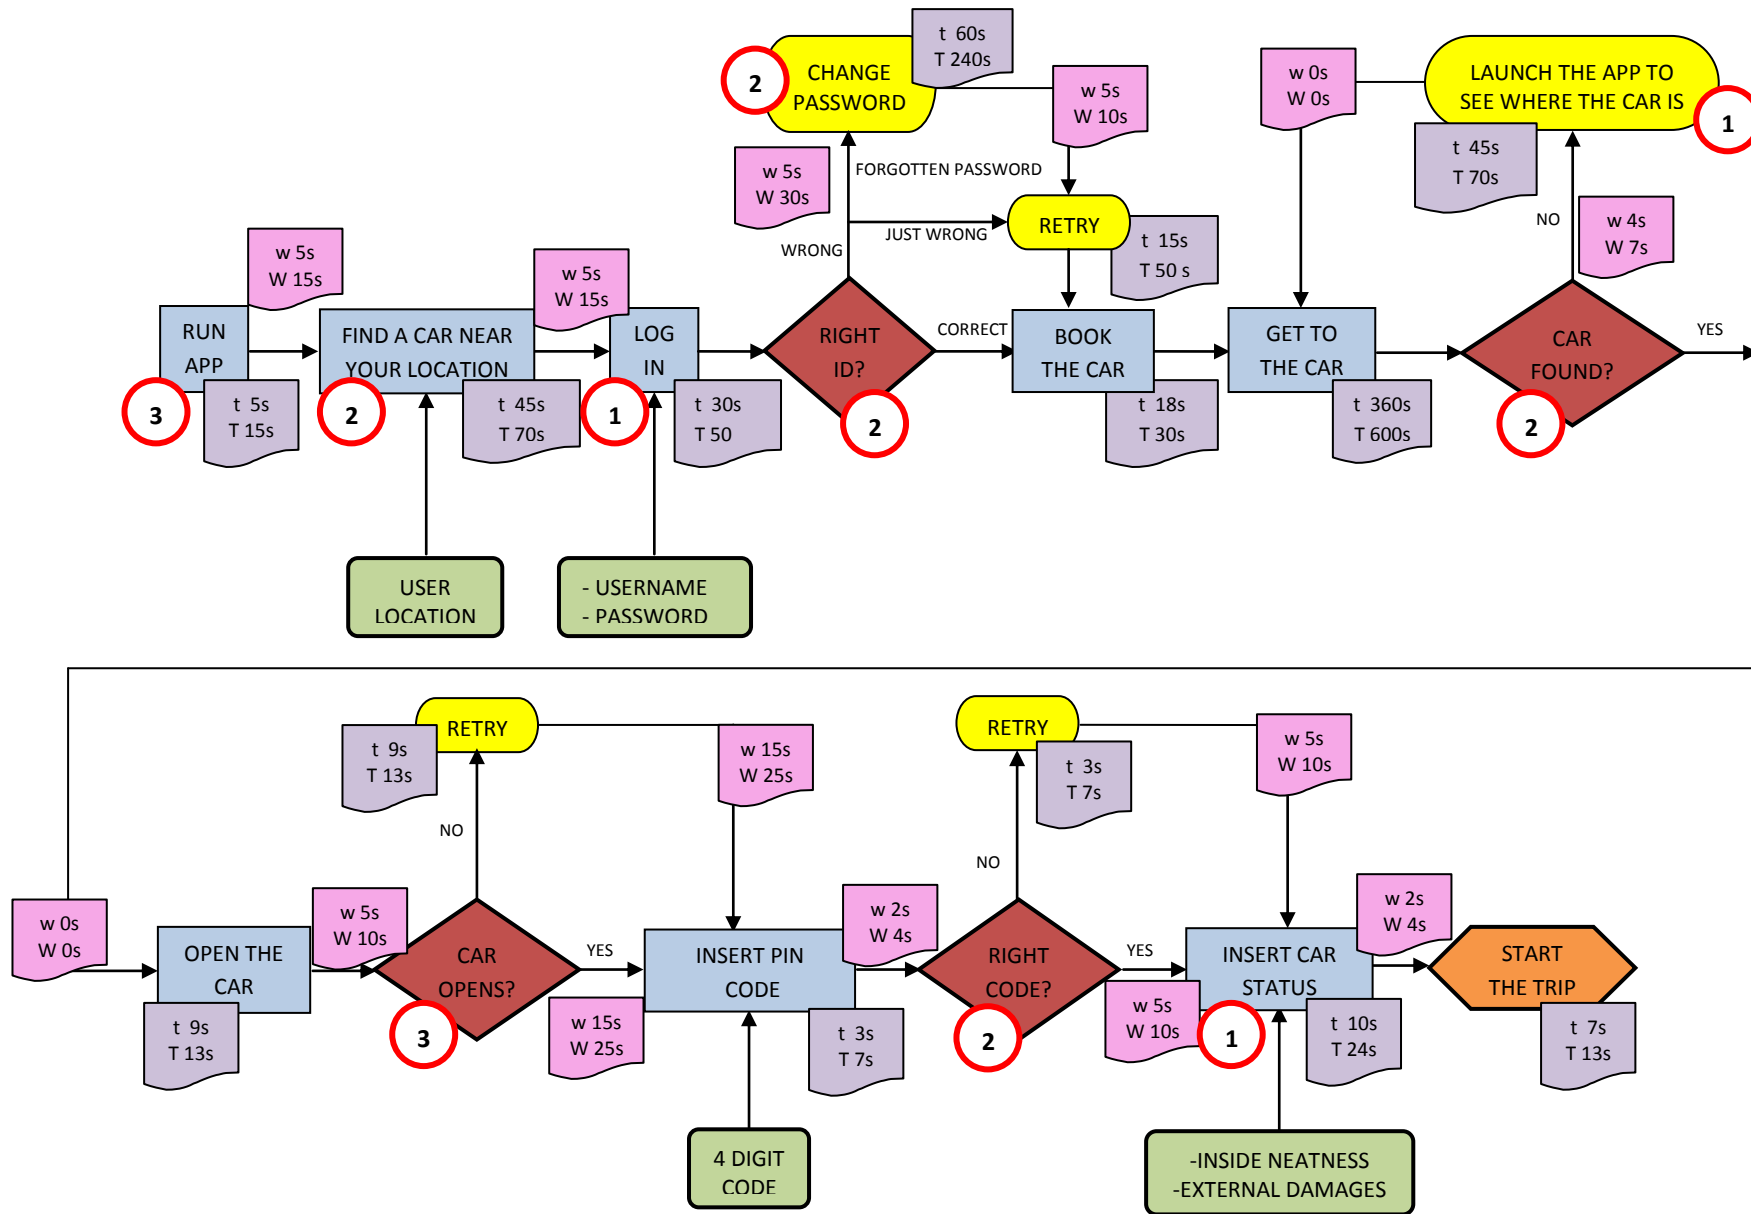 t 60s
T 240s
2
CHANGE
PASSWORD
w 5s
W 10s
w 0s
W 0s
LAUNCH THE APP TO
SEE WHERE THE CAR IS
1
t 45s
T 70s
w 5s
W 30s
FORGOTTEN PASSWORD
RETRY
JUST WRONG
WRONG
t 15s
T 50 s
NO
w 4s
W 7s
w 5s
W 15s
w 5s
W 15s
RUN
APP
FIND A CAR NEAR
YOUR LOCATION
LOG
IN
RIGHT
ID?
CORRECT
BOOK
THE CAR
GET TO
THE CAR
CAR
FOUND?
YES
3
t 5s
T 15s
2
t 45s
T 70s
1
t 30s
T 50
2
t 18s
T 30s
t 360s
T 600s
2
USER
LOCATION
- USERNAME
- PASSWORD
RETRY
t 9s
T 13s
w 15s
W 25s
NO
RETRY
t 3s
T 7s
w 5s
W 10s
NO
w 0s
W 0s
OPEN THE
CAR
t 9s
T 13s
w 5s
W 10s
CAR
OPENS?
3
YES
w 15s
W 25s
INSERT PIN
CODE
t 3s
T 7s
w 2s
W 4s
RIGHT
CODE?
2
YES
w 5s
W 10s
1
INSERT CAR
STATUS
t 10s
T 24s
w 2s
W 4s
START
THE TRIP
t 7s
T 13s
4 DIGIT
CODE
-INSIDE NEATNESS
-EXTERNAL DAMAGES